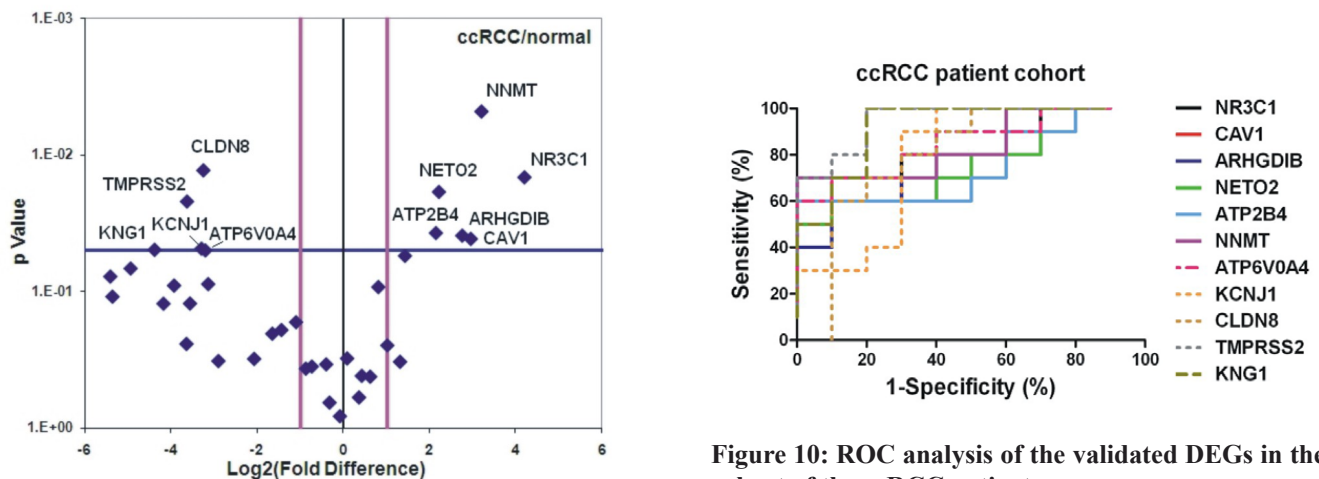 1.E-03
ccRCC/normal
NNMT
1.E-02
CLDN8
NR3C1
TMPRSS2
NETO2
KCNJ1
ATP2B4
ARHGDIB
KNG1
ATP6V0A4
CAV1
p Value
1.E-01
1.E+00
-6 -4 -2 0 2 4 6
Log2(Fold Difference)
ccRCC patient cohort
Sensitivity (%)
100
80
60
40
20
0
0 20 40 60 80 100
1-Specificity (%)
NR3C1
CAV1
ARHGDIB
NETO2
ATP2B4
NNMT
ATP6V0A4
KCNJ1
CLDN8
TMPRSS2
KNG1
Figure 10: ROC analysis of the validated DEGs in the